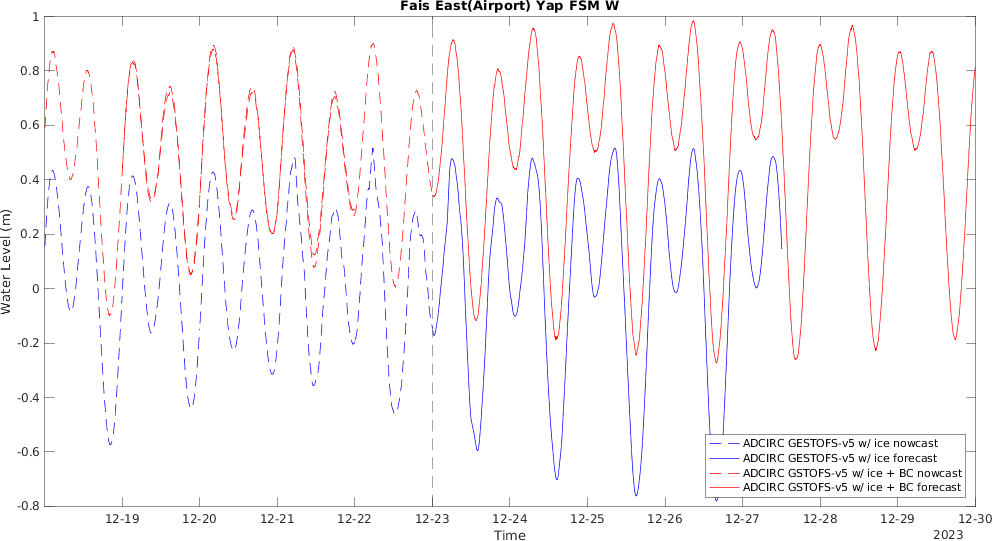 Fais East(Airport) Yap FSM W
1
0.8
0.6
0.4
0.2
0
-0.2
-0.4
-0.6
-0.8
Water Level (m)
12-19 12-20 12-21 12-22 12-23 12-24 12-25 12-26 12-27 12-28 12-29 12-30
Time
2023
ADCIRC GESTOFS-v5 w/ ice nowcast
ADCIRC GESTOFS-v5 w/ ice forecast
ADCIRC GSTOFS-v5 w/ ice + BC nowcast
ADCIRC GSTOFS-v5 w/ ice + BC forecast